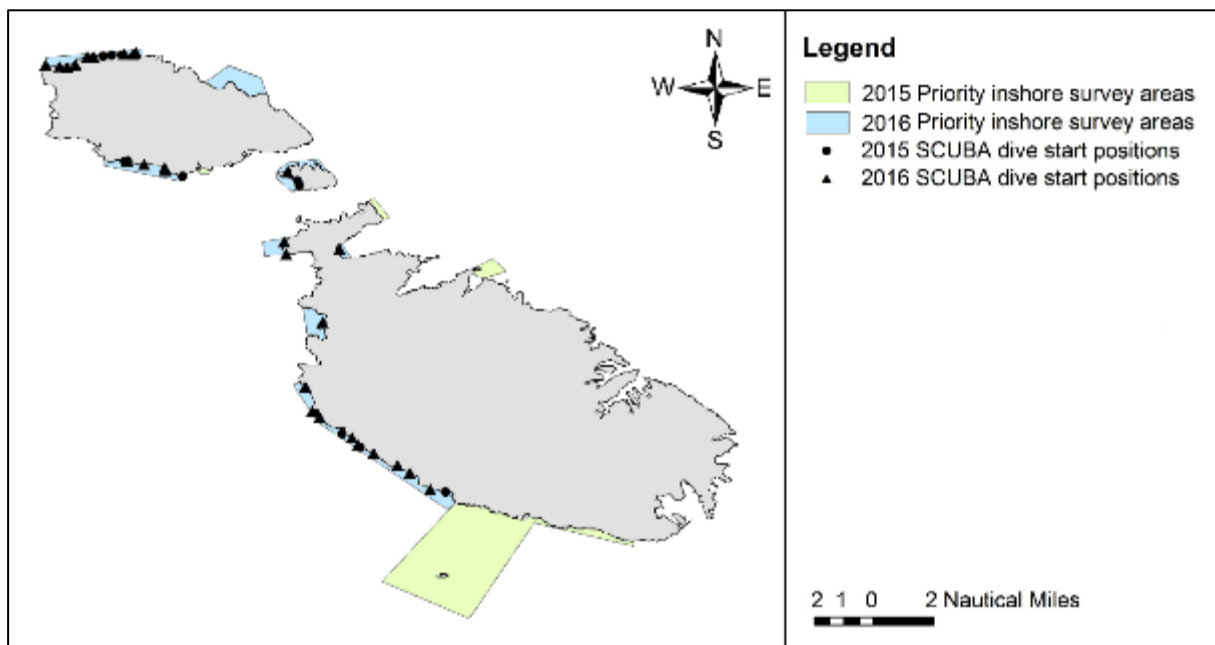 N
W E
S
Legend
2015 Priority inshore survey areas
2016 Priority inshore survey areas
2015 SCUBA dive start positions
2016 SCUBA dive start positions
2 1 0 2 Nautical Miles